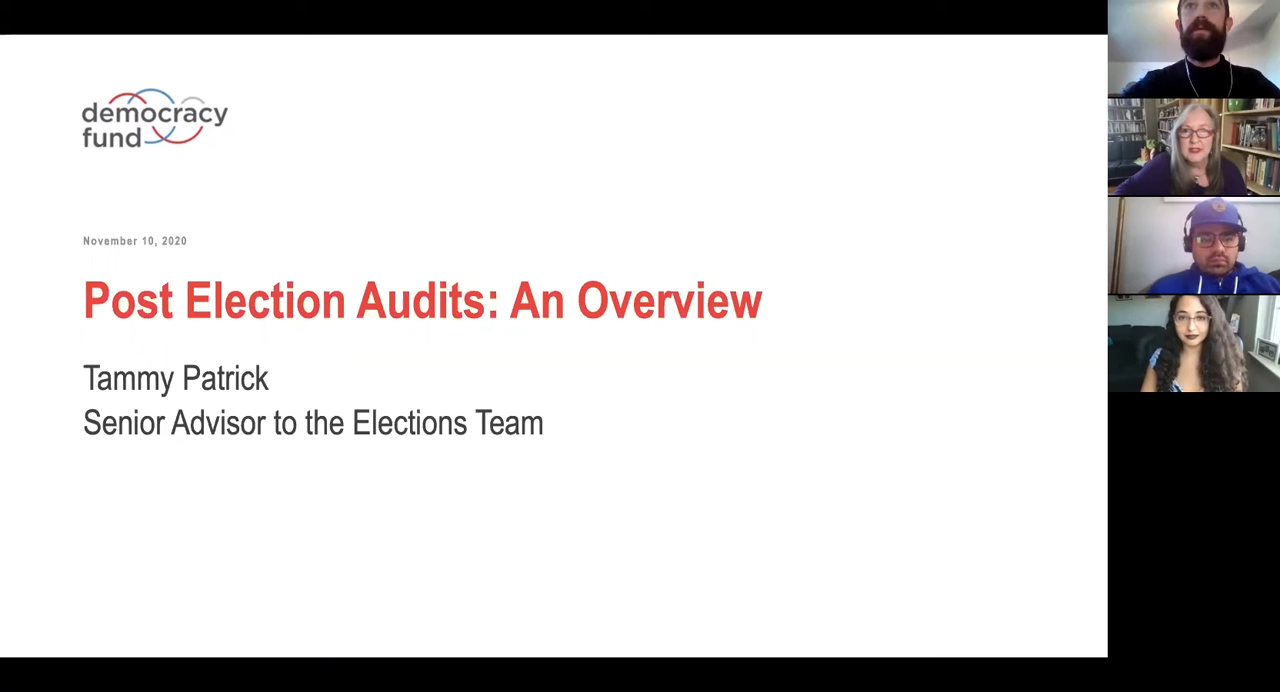 democracy
fund
November 10, 2020
Post Election Audits: An Overview
Tammy Patrick
Senior Advisor to the Elections Team